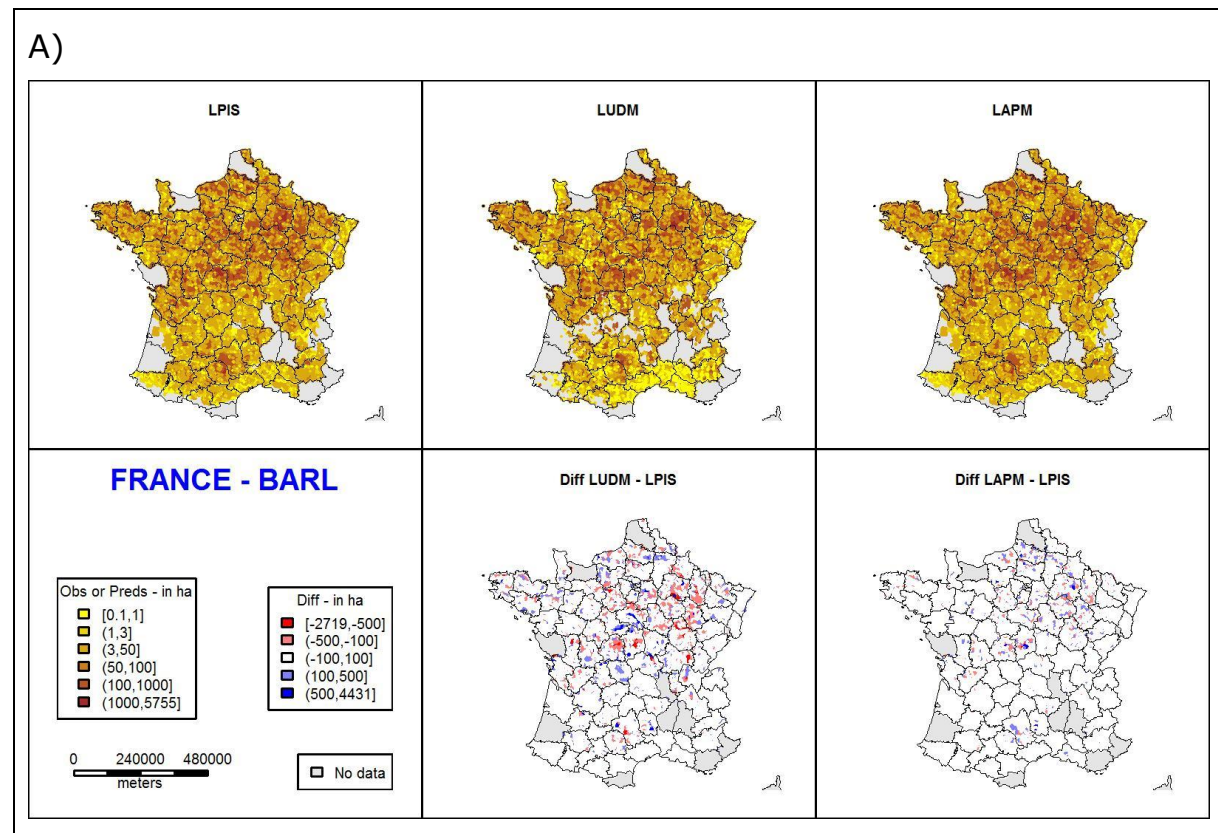 A)
LPIS
LUDM
LAPM
FRANCE - BARL
Obs or Preds - in ha
[0.1,1]
(1,3]
(3,50]
(50,100]
(100,1000]
(1000,5755]
Diff - in ha
[-2719,-500]
(-500,-100]
(-100,100]
(100,500]
(500,4431]
0 240000 480000
meters
No data
Diff LUDM - LPIS
Diff LAPM - LPIS